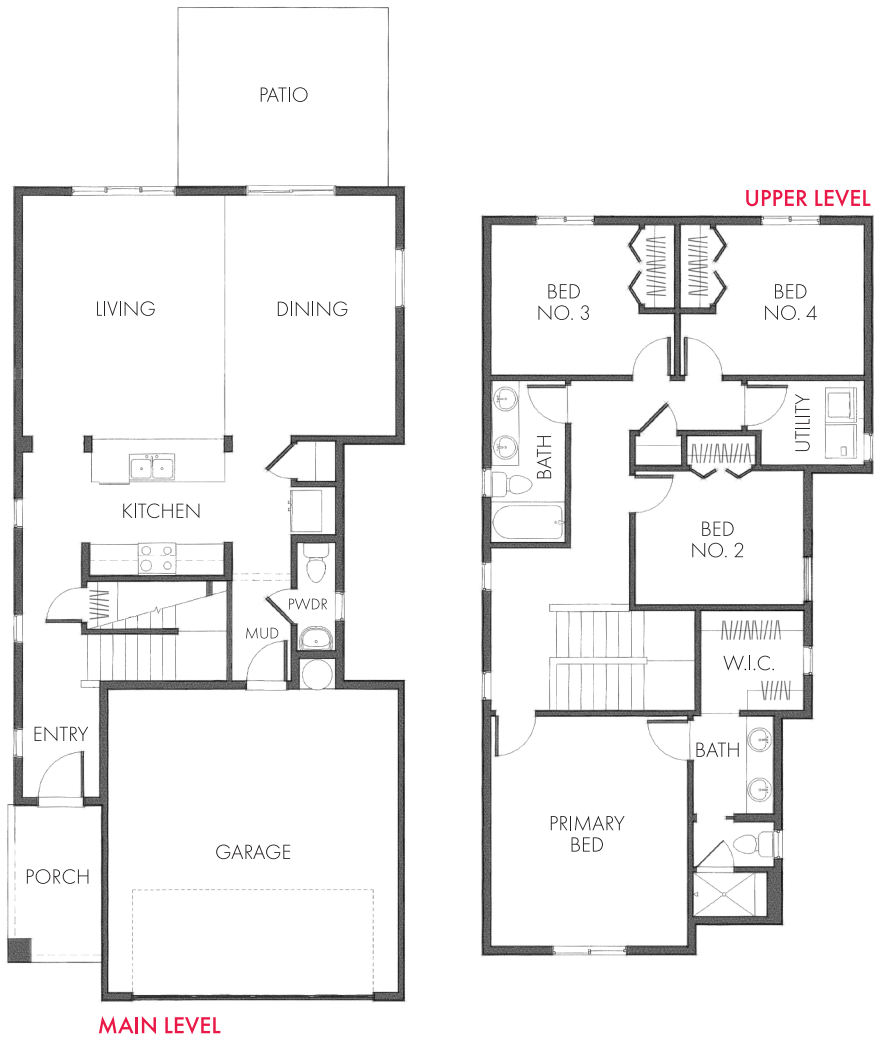 PATIO
LIVING
DINING
KITCHEN
PWDR
MUD
ENTRY
GARAGE
PORCH
MAIN LEVEL
UPPER LEVEL
BED
NO. 3
BED
NO. 4
BATH
UTILITY
BED
NO. 2
W.I.C.
BATH
PRIMARY
BED